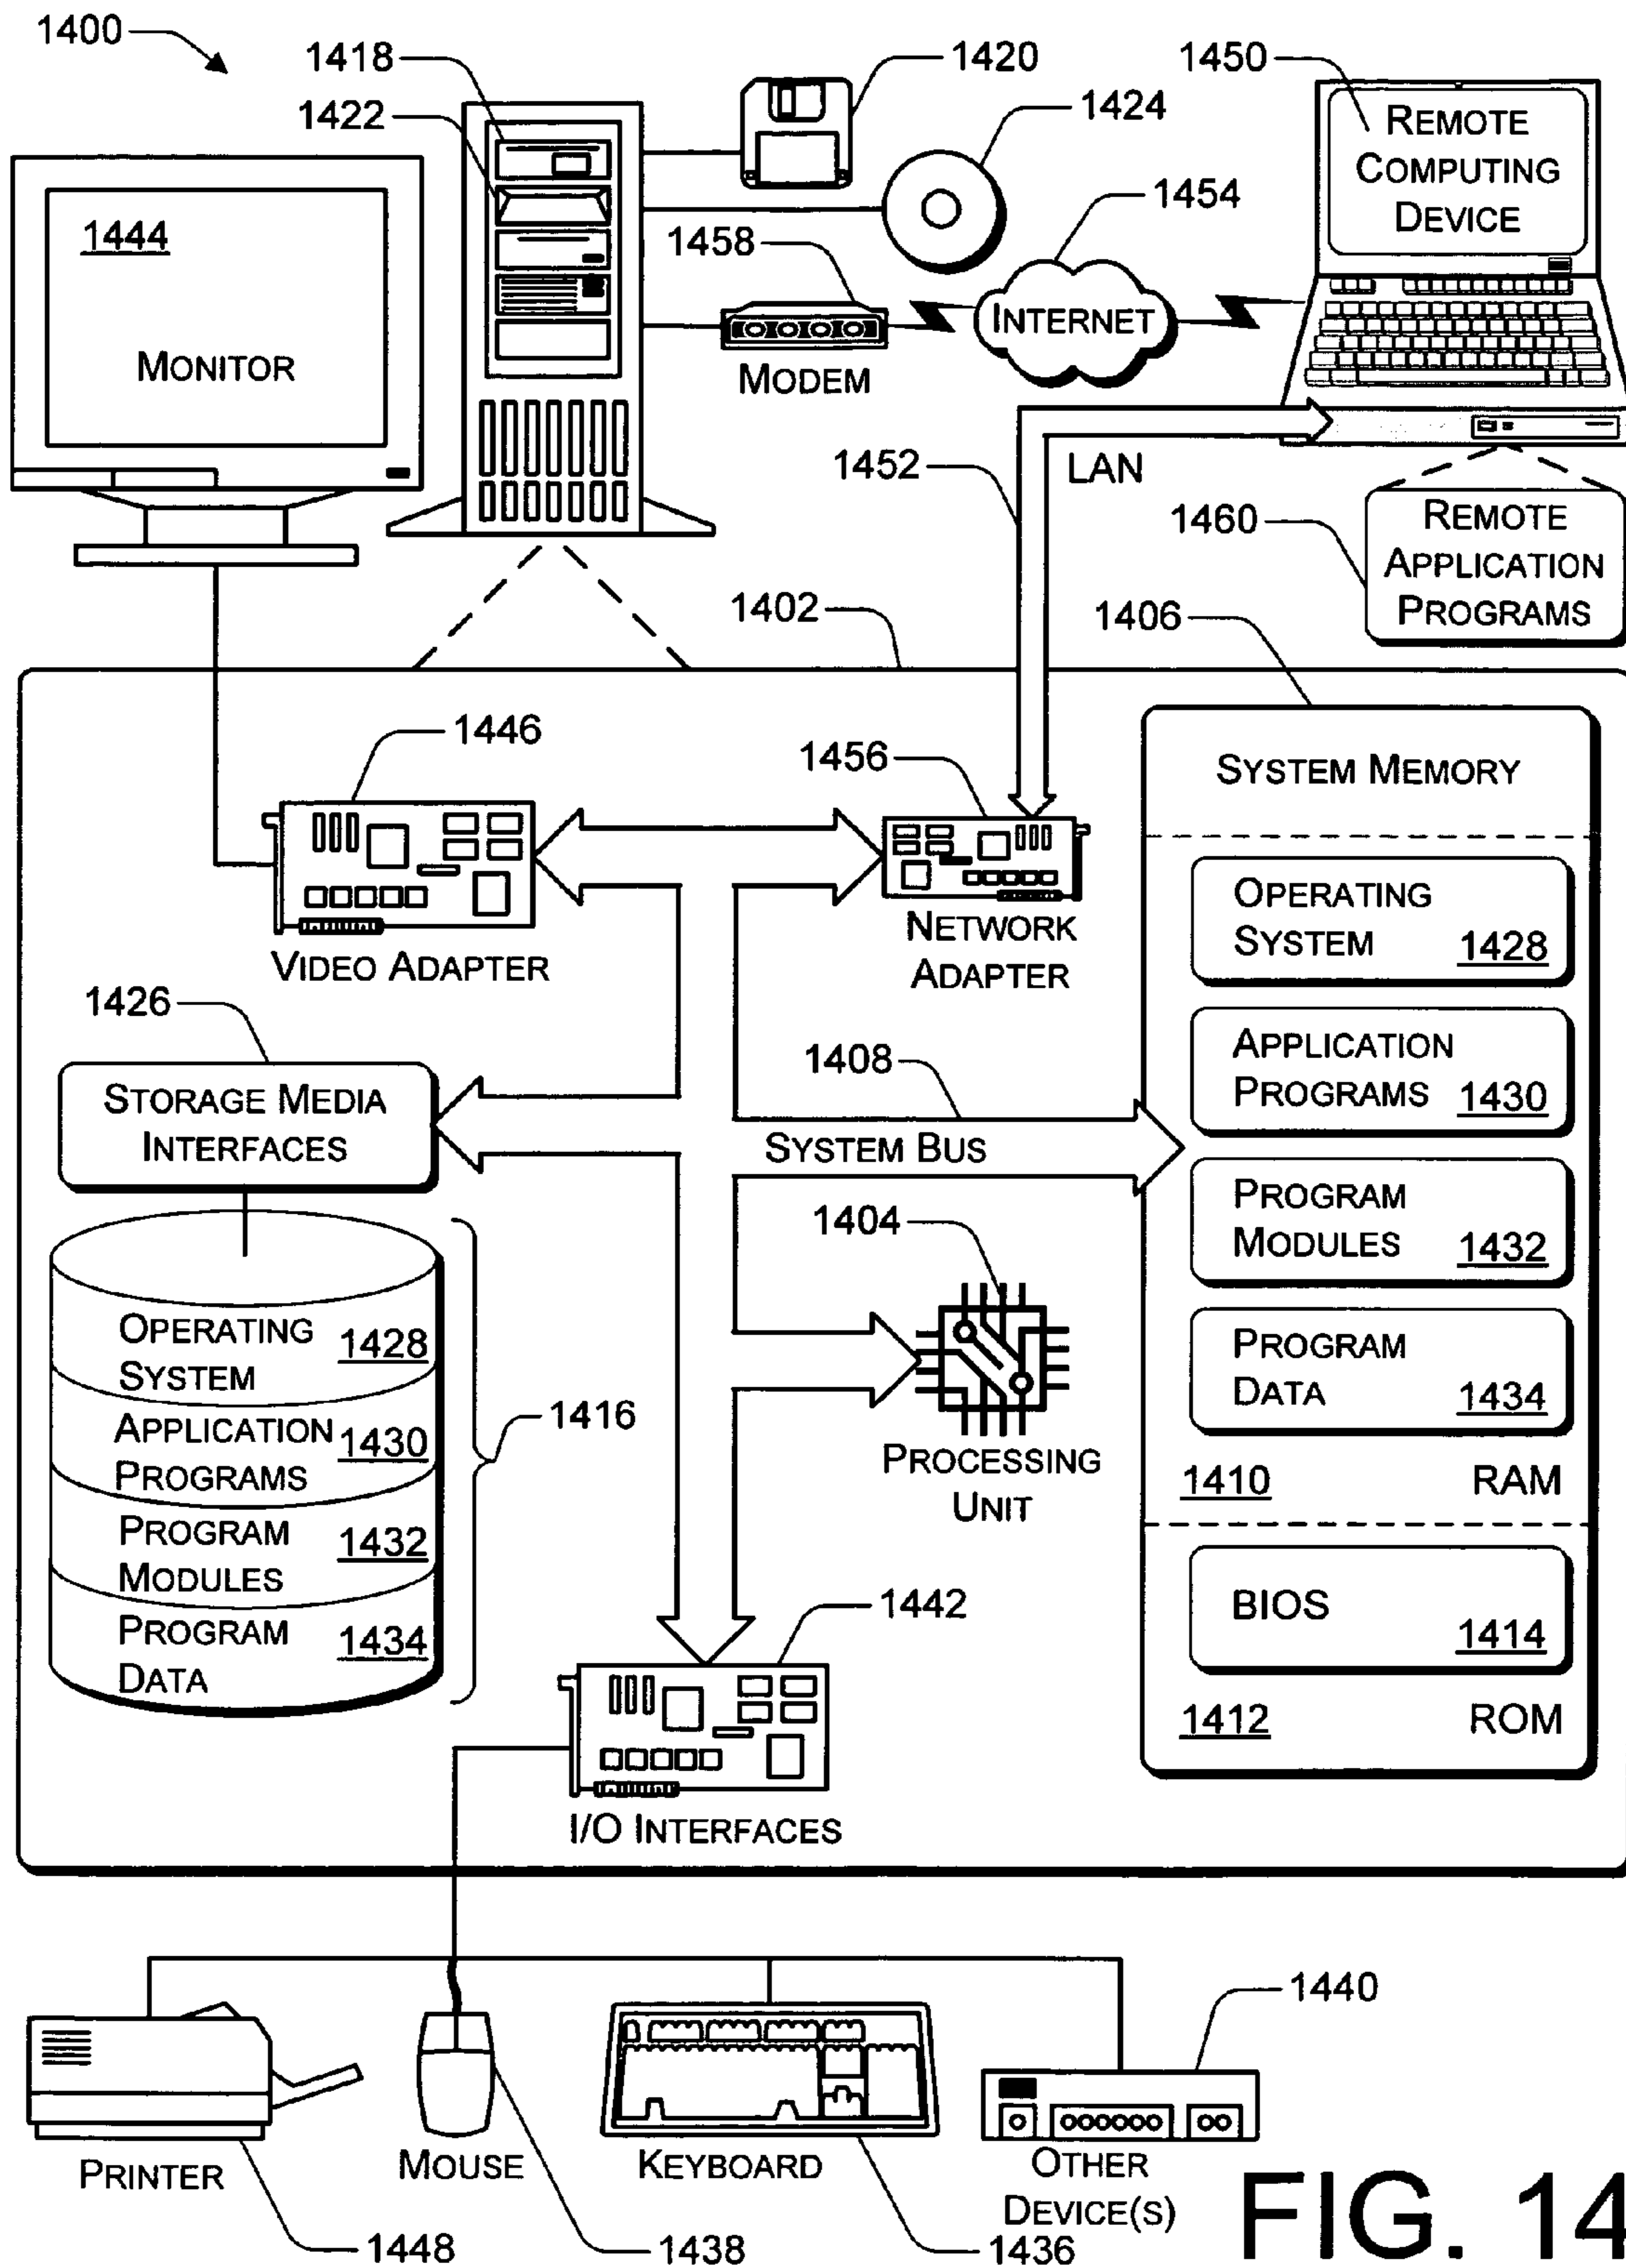 1400
1418
1420
1450
1422
1424
REMOTE
COMPUTING
DEVICE
1454
1444
1458
INTERNET
MONITOR
MODEM
1452
LAN
1460
REMOTE
APPLICATION
PROGRAMS
1402
1406
1446
1456
SYSTEM MEMORY
VIDEO ADAPTER
NETWORK
ADAPTER
OPERATING
SYSTEM 1428
1426
STORAGE MEDIA
INTERFACES
1408
SYSTEM BUS
APPLICATION
PROGRAMS 1430
PROGRAM
MODULES 1432
1404
PROCESSING
UNIT
PROGRAM
DATA 1434
1410 RAM
OPERATING
SYSTEM 1428
APPLICATION
PROGRAMS 1430
PROGRAM
MODULES 1432
PROGRAM
DATA 1434
1416
1442
BIOS
1414
1412 ROM
I/O INTERFACES
1440
PRINTER
MOUSE
KEYBOARD
OTHER
DEVICE(S)
1448
1438
1436
FIG. 14